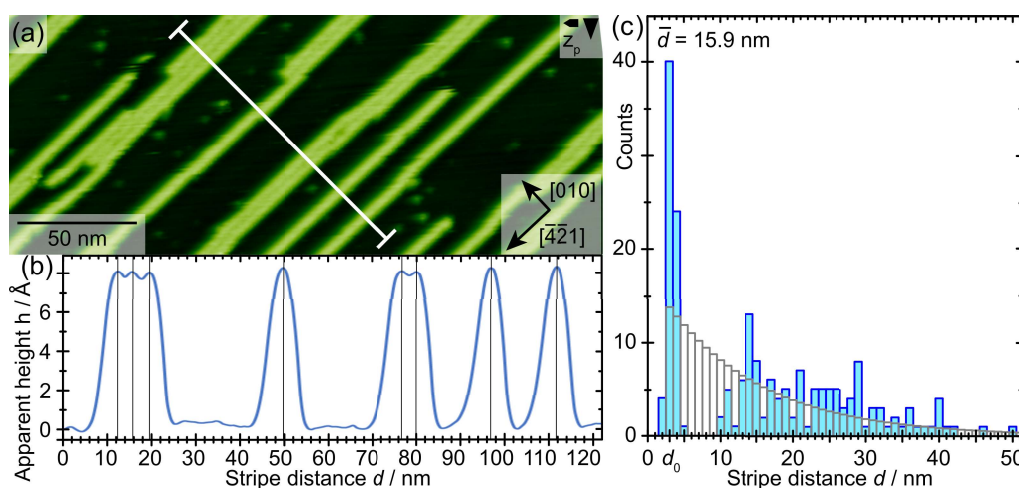 (a)
z̄p
50 nm
[010]
[4̄2̄1]
(b)
Apparent height h / Å
8
6
4
2
0
0 10 20 30 40 50 60 70 80 90 100 110 120
Stripe distance d / nm
(c)
d̄ = 15.9 nm
Counts
40
30
20
10
0
0 d₀ 10 20 30 40 50
Stripe distance d / nm